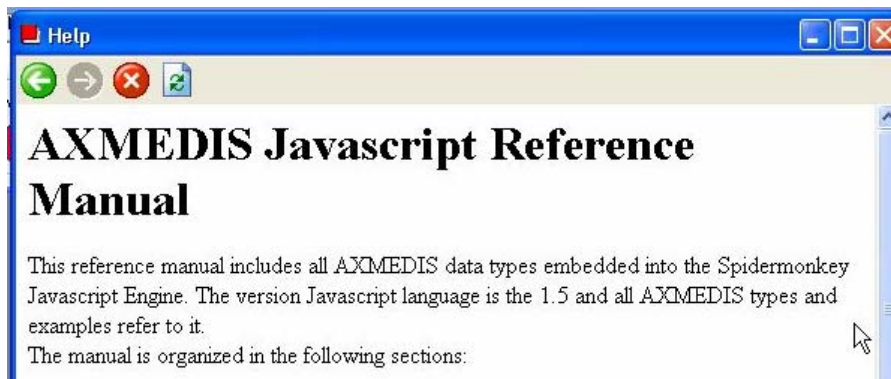 Help
AXMEDIS Javascript Reference
Manual
This reference manual includes all AXMEDIS data types embedded into the Spidermonkey
Javascript Engine. The version Javascript language is the 1.5 and all AXMEDIS types and
examples refer to it.
The manual is organized in the following sections: